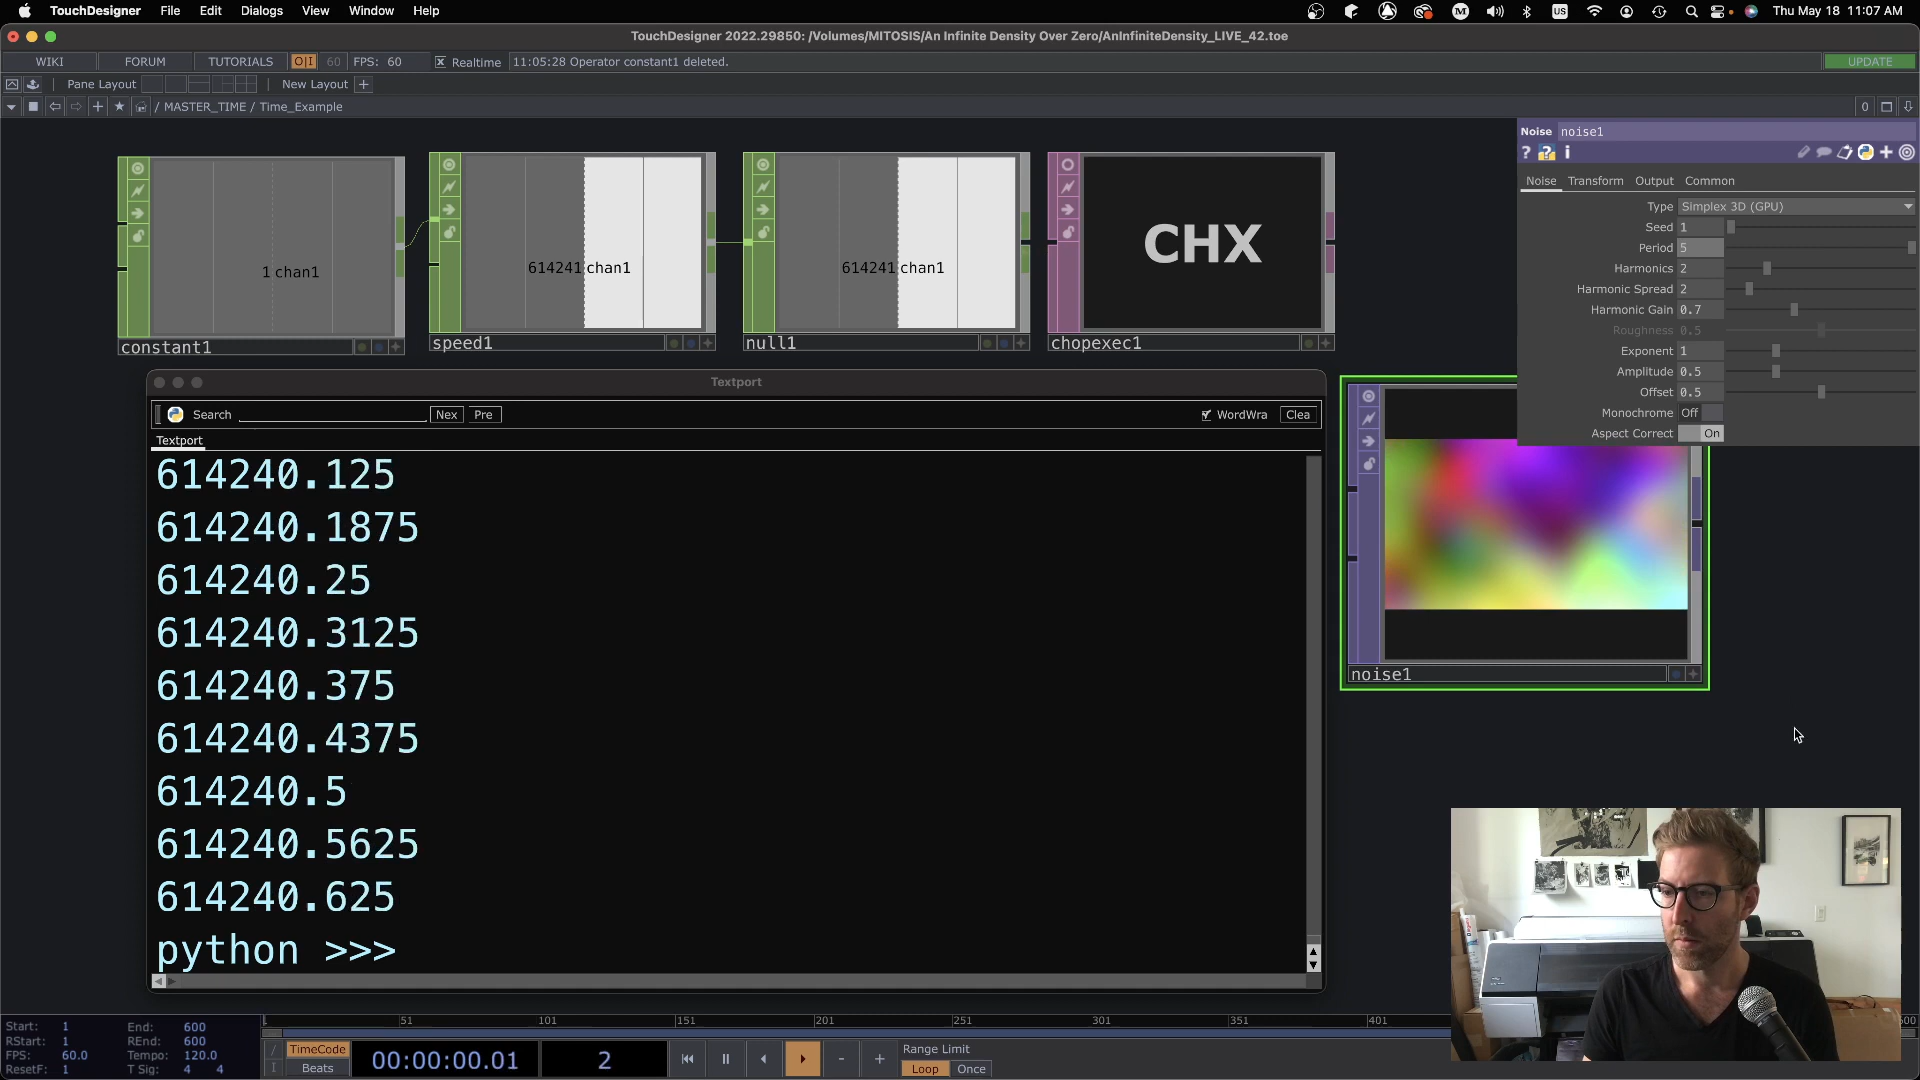 TouchDesigner File Edit Dialogs View Window Help
US Thu May 18 11:07 AM
TouchDesigner 2022.29850: /Volumes/MITOSIS/An Infinite Density Over Zero/AnInfiniteDensity_LIVE_42.toe
WIKI FORUM TUTORIALS O|I 60 FPS: 60 Realtime 11:05:28 Operator constant1 deleted. UPDATE
Pane Layout New Layout
/ MASTER_TIME / Time_Example 0
Noise noise1
Noise Transform Output Common
Type Simplex 3D (GPU)
Seed 1
Period 5
Harmonics 2
Harmonic Spread 2
Harmonic Gain 0.7
Roughness 0.5
Exponent 1
Amplitude 0.5
Offset 0.5
Monochrome Off
Aspect Correct On
1 chan1
constant1
614241 chan1
speed1
614241 chan1
null1
CHX
chopexec1
Textport
Search Nex Pre WordWra Clea
Textport
614240.125
614240.1875
614240.25
614240.3125
614240.375
614240.4375
614240.5
614240.5625
614240.625
python >>>
noise1
51 101 151 201 251 301 351 401
Start: 1 End: 600
RStart: 1 REnd: 600
FPS: 60.0 Tempo: 120.0
ResetF: 1 T Sig: 4 4
TimeCode
Beats
00:00:00.01
2
Range Limit
Loop Once